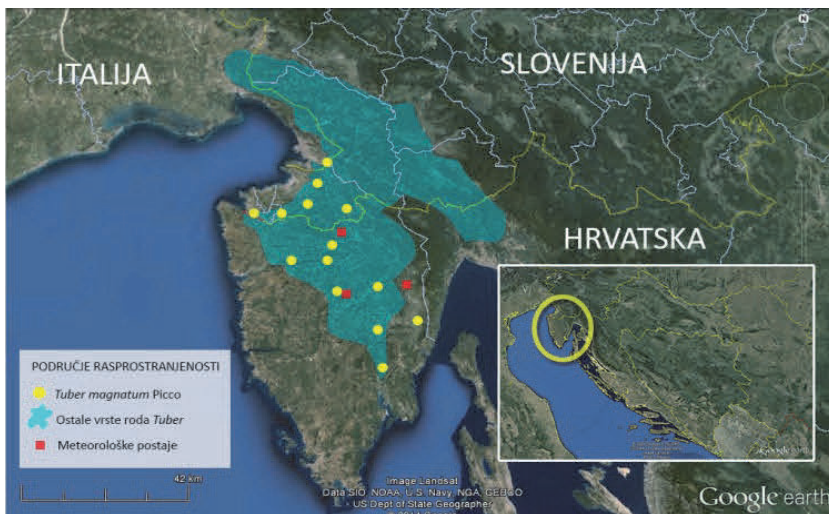 ITALIJA
SLOVENIJA
HRVATSKA
PODRUČJE RASPROSTRANJENOSTI
Tuber magnatum Picco
Ostale vrste roda Tuber
Meteorološke postaje
42 km
Image Landsat
Data SIO, NOAA, U.S. Navy, NGA, GEBCO
US Dept of State Geographer
Google earth